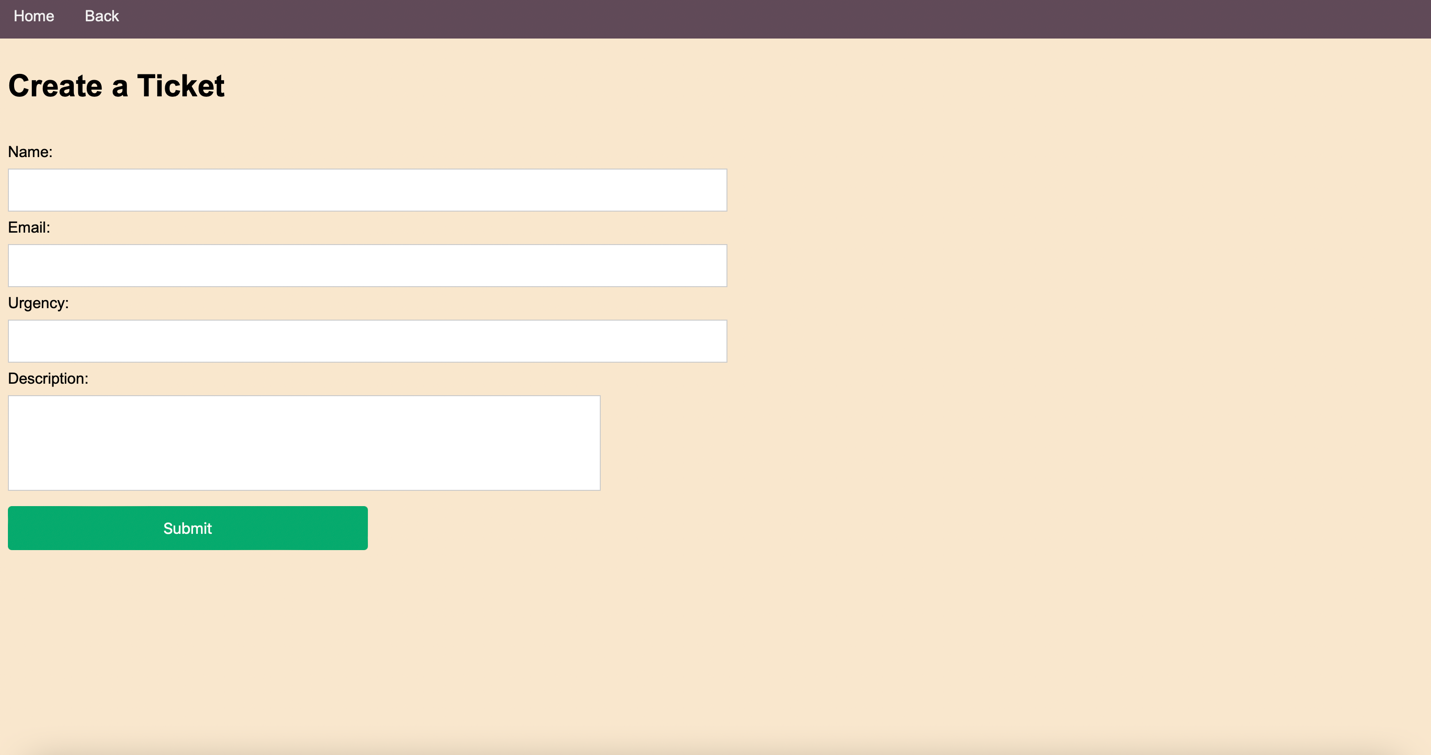 Home Back
Create a Ticket
Name:
Email:
Urgency:
Description:
Submit